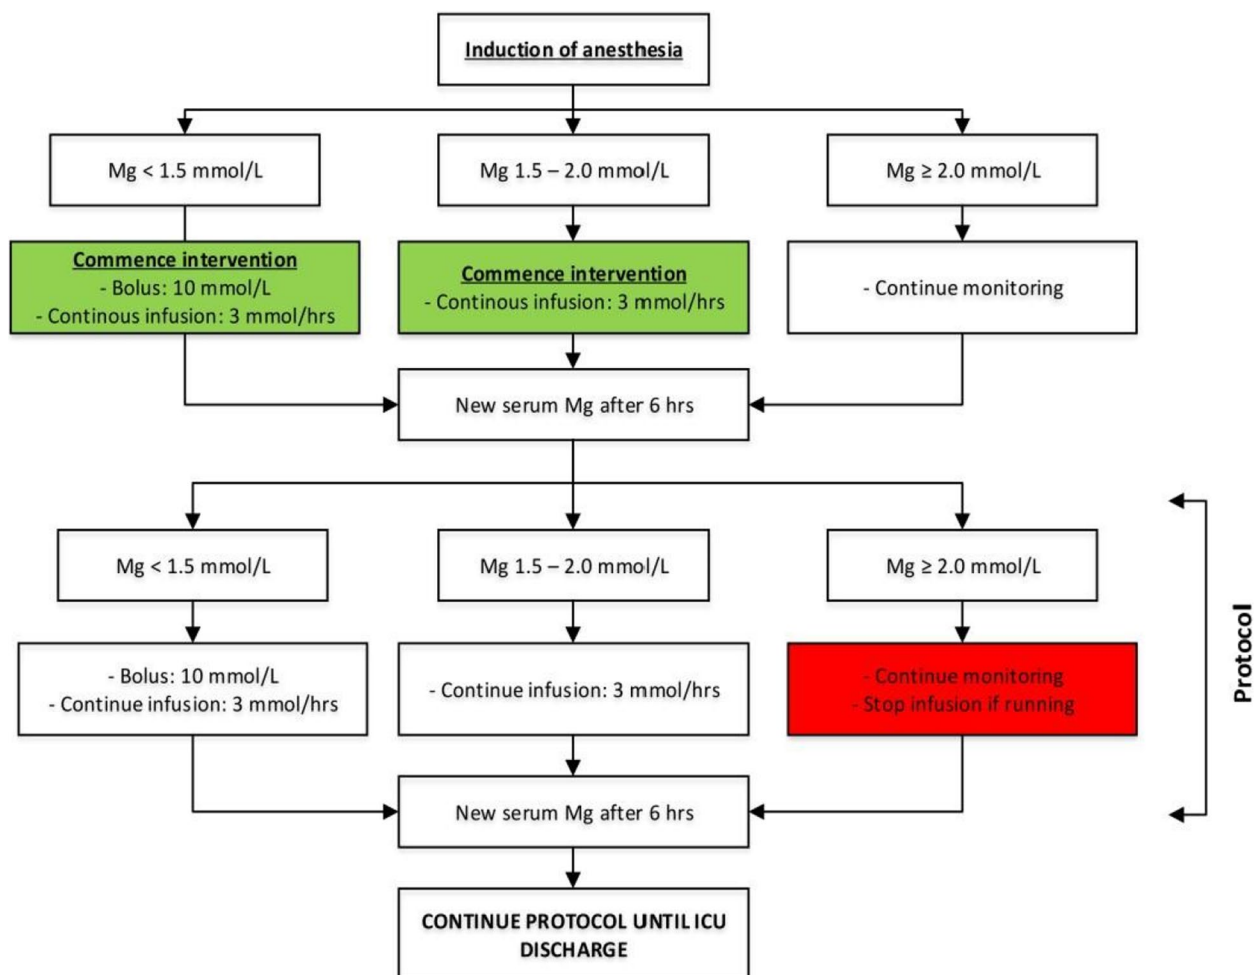 Induction of anesthesia
Mg < 1.5 mmol/L
Mg 1.5 – 2.0 mmol/L
Mg ≥ 2.0 mmol/L
Commence intervention
- Bolus: 10 mmol/L
- Continous infusion: 3 mmol/hrs
Commence intervention
- Continous infusion: 3 mmol/hrs
- Continue monitoring
New serum Mg after 6 hrs
Mg < 1.5 mmol/L
Mg 1.5 – 2.0 mmol/L
Mg ≥ 2.0 mmol/L
- Bolus: 10 mmol/L
- Continue infusion: 3 mmol/hrs
- Continue infusion: 3 mmol/hrs
- Continue monitoring
- Stop infusion if running
Protocol
New serum Mg after 6 hrs
CONTINUE PROTOCOL UNTIL ICU
DISCHARGE